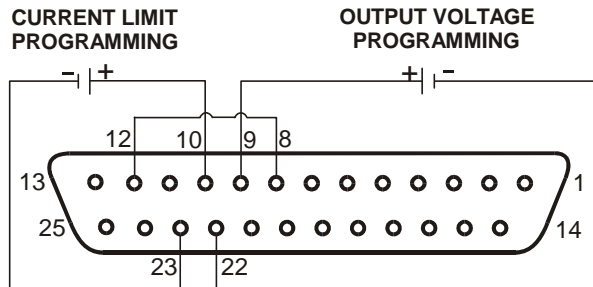 CURRENT LIMIT
PROGRAMMING
OUTPUT VOLTAGE
PROGRAMMING
- +
+ -
12 10 9 8
13 1
25 14
23 22